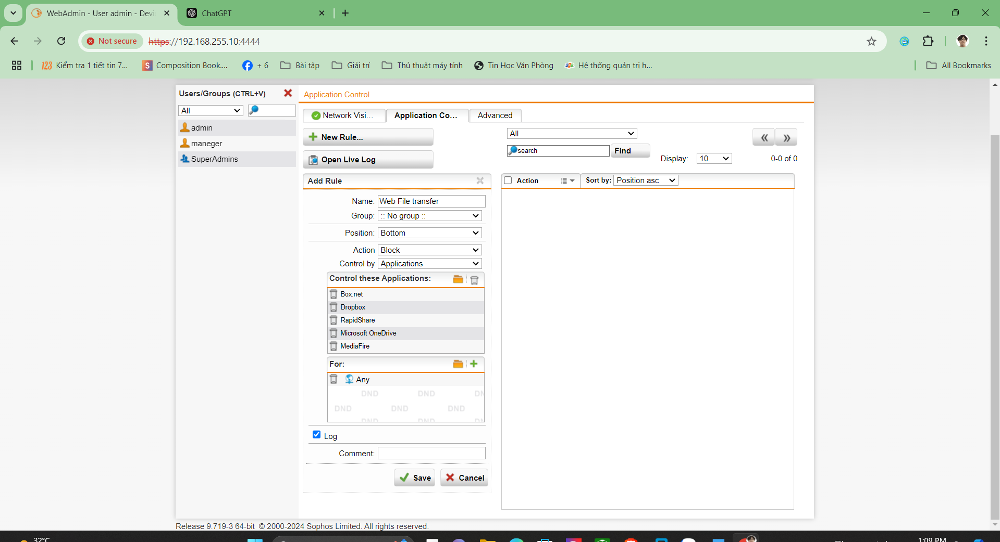 WebAdmin - User admin - Devi
ChatGPT
Not secure https://192.168.255.10:4444
123 Kiểm tra 1 tiết tin 7... S Composition Book.... + 6 Bài tập Giải trí Thủ thuật máy tính Tin Học Văn Phòng Hệ thống quản trị h... All Bookmarks
Users/Groups (CTRL+V)
All
admin
maneger
SuperAdmins
Application Control
Network Visi... Application Co... Advanced
New Rule...
Open Live Log
All
search Find
Display: 10 0-0 of 0
Add Rule
Name: Web File transfer
Group: :: No group ::
Position: Bottom
Action Block
Control by Applications
Control these Applications:
Box.net
Dropbox
RapidShare
Microsoft OneDrive
MediaFire
For:
Any
DND DND DN
DND DND DND
DND DND DN
Log
Comment:
Save Cancel
Action Sort by: Position asc
Release 9.719-3 64-bit © 2000-2024 Sophos Limited. All rights reserved.
32°C
1:09 PM